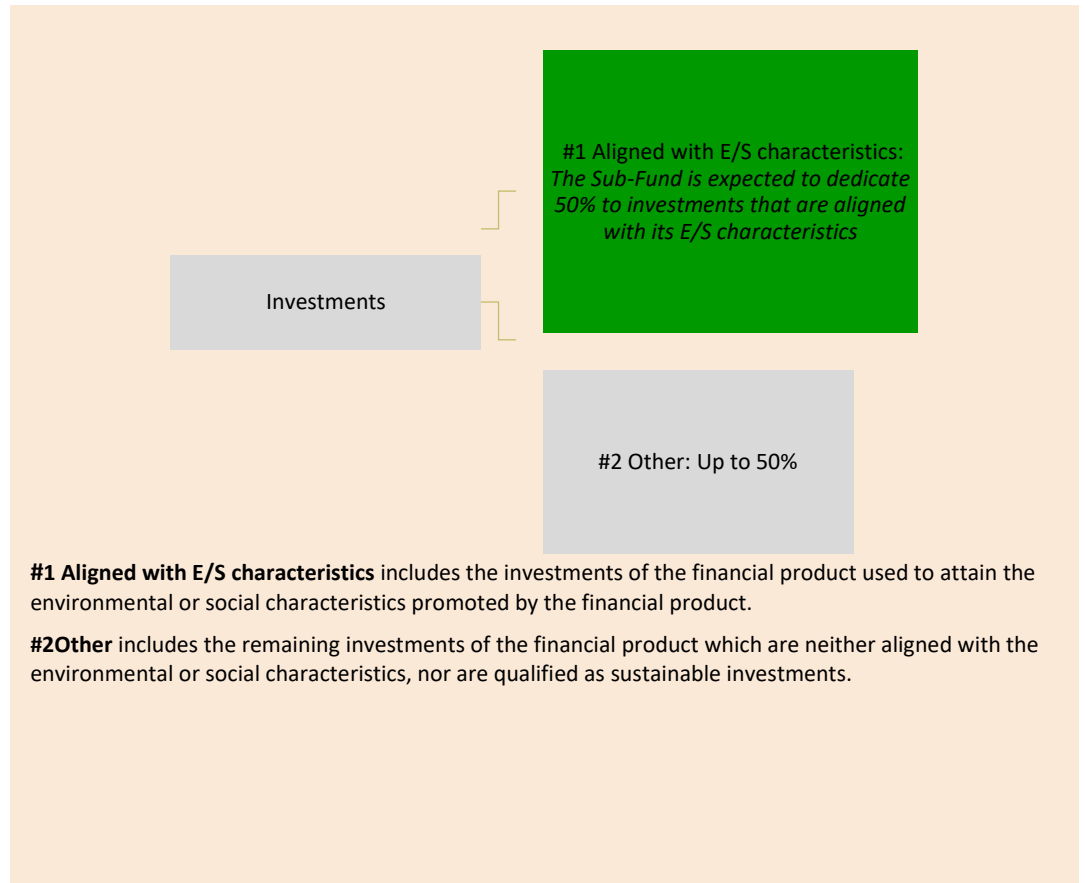 #1 Aligned with E/S characteristics:
The Sub-Fund is expected to dedicate
50% to investments that are aligned
with its E/S characteristics
Investments
#2 Other: Up to 50%
#1 Aligned with E/S characteristics includes the investments of the financial product used to attain the
environmental or social characteristics promoted by the financial product.
#2Other includes the remaining investments of the financial product which are neither aligned with the
environmental or social characteristics, nor are qualified as sustainable investments.